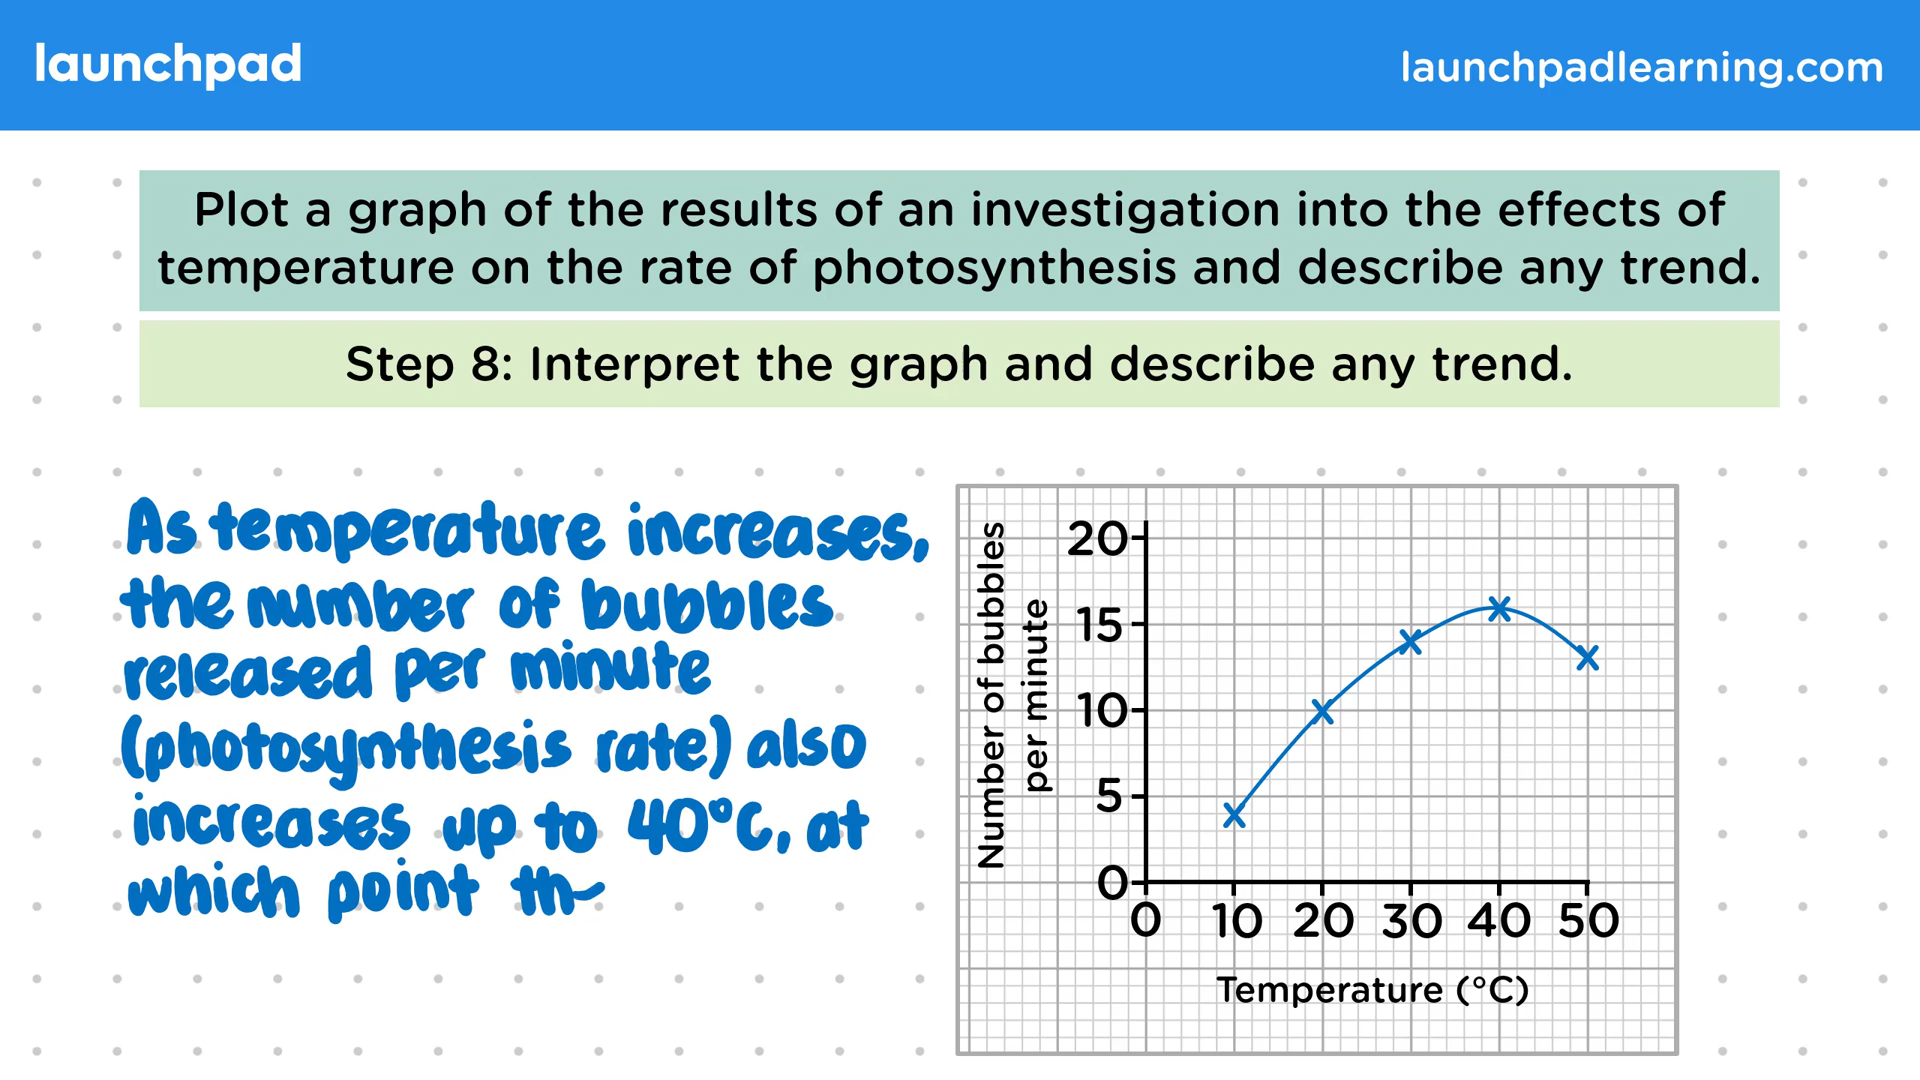 launchpad
launchpadlearning.com
Plot a graph of the results of an investigation into the effects of
temperature on the rate of photosynthesis and describe any trend.
Step 8: Interpret the graph and describe any trend.
As temperature increases,
the number of bubbles
released per minute
(photosynthesis rate) also
increases up to 40°C, at
which point th
Number of bubbles
per minute
20
15
10
5
0
0 10 20 30 40 50
Temperature (°C)